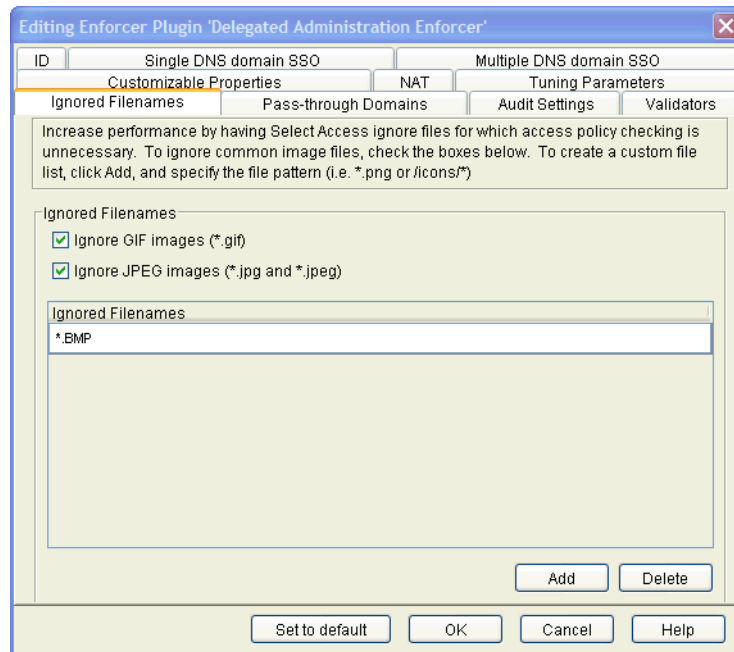 Editing Enforcer Plugin 'Delegated Administration Enforcer'
ID Single DNS domain SSO Multiple DNS domain SSO
Customizable Properties NAT Tuning Parameters
Ignored Filenames Pass-through Domains Audit Settings Validators
Increase performance by having Select Access ignore files for which access policy checking is
unnecessary. To ignore common image files, check the boxes below. To create a custom file
list, click Add, and specify the file pattern (i.e. *.png or /icons/*)
Ignored Filenames
Ignore GIF images (*.gif)
Ignore JPEG images (*.jpg and *.jpeg)
Ignored Filenames
*.BMP
Add Delete
Set to default OK Cancel Help